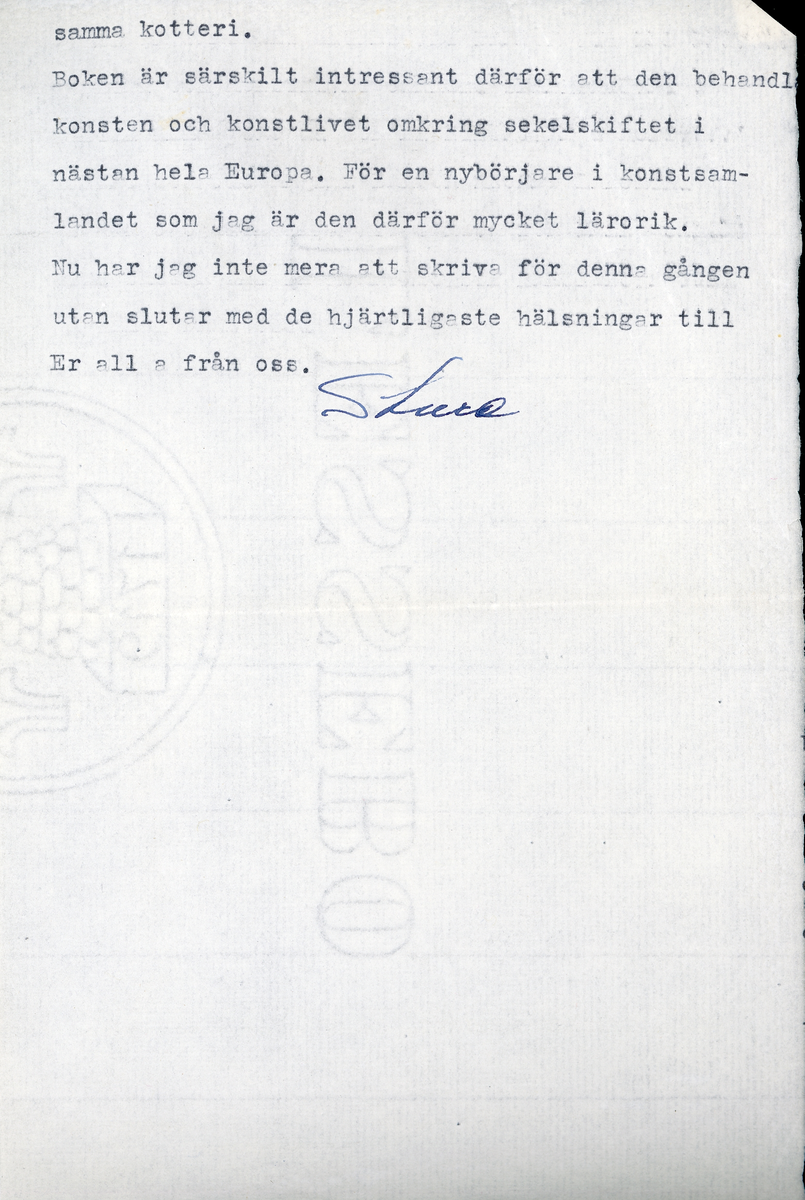 samma kotteri.
Boken är särskilt intressant därför att den behandl
konsten och konstlivet omkring sekelskiftet i
nästan hela Europa. För en nybörjare i konstsam-
landet som jag är den därför mycket lärorik.
Nu har jag inte mera att skriva för denna gången
utan slutar med de hjärtligaste hälsningar till
Er all a från oss.
Sture
LESSEBO